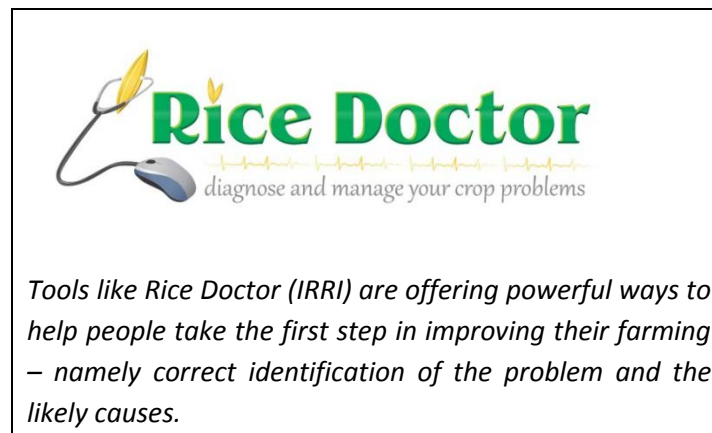 Rice Doctor
diagnose and manage your crop problems
Tools like Rice Doctor (IRRI) are offering powerful ways to
help people take the first step in improving their farming
– namely correct identification of the problem and the
likely causes.